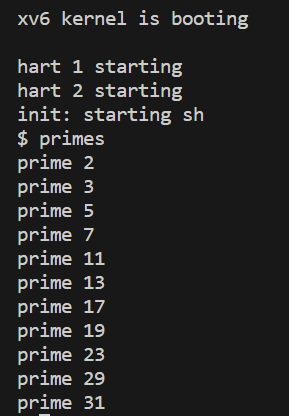 xv6 kernel is booting
hart 1 starting
hart 2 starting
init: starting sh
$ primes
prime 2
prime 3
prime 5
prime 7
prime 11
prime 13
prime 17
prime 19
prime 23
prime 29
prime 31